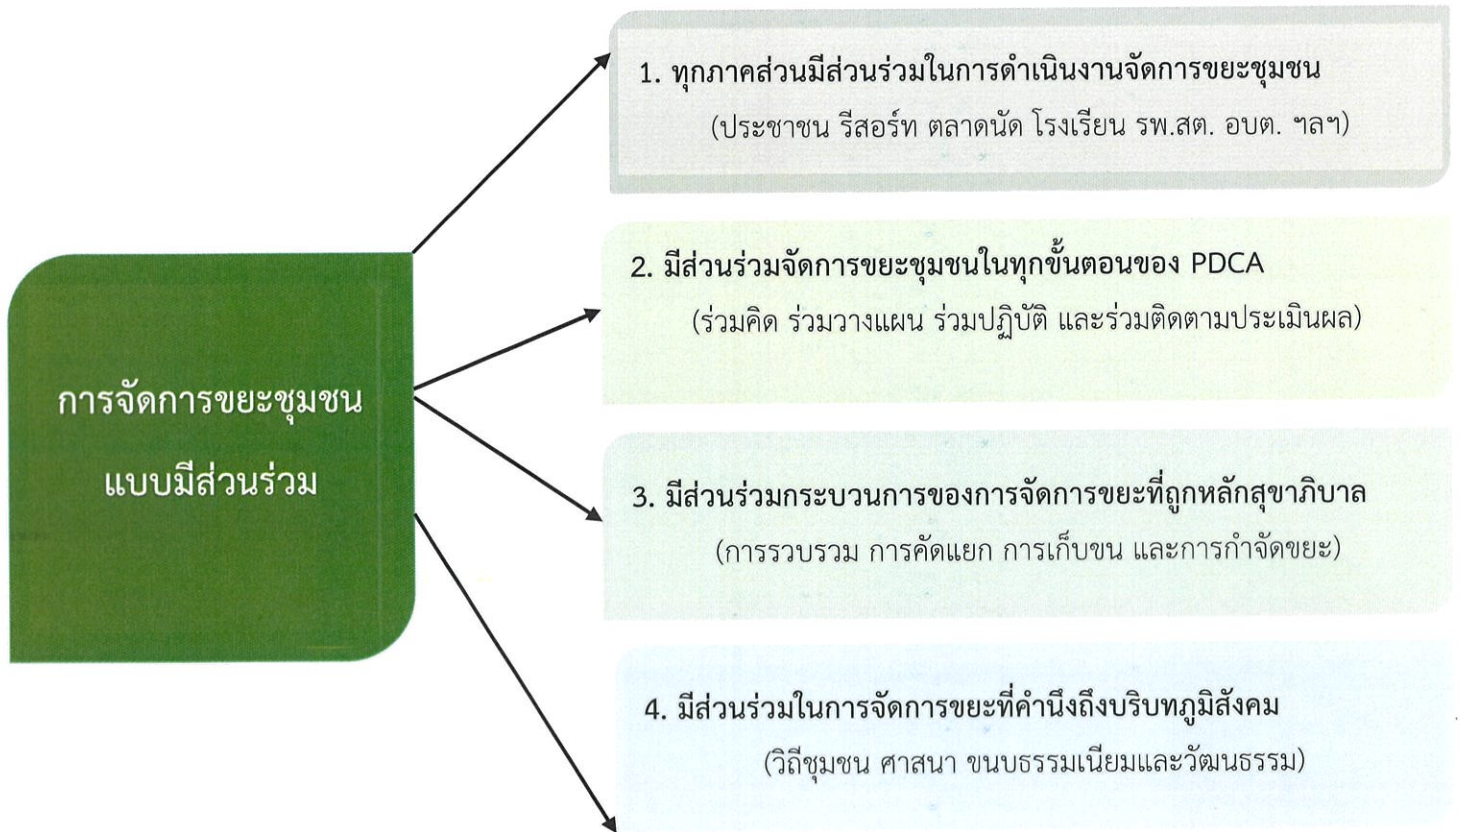 การจัดการขยะชุมชน
แบบมีส่วนร่วม
1. ทุกภาคส่วนมีส่วนร่วมในการดำเนินงานจัดการขยะชุมชน
(ประชาชน รีสอร์ท ตลาดนัด โรงเรียน รพ.สต. อบต. ฯลฯ)
2. มีส่วนร่วมจัดการขยะชุมชนในทุกขั้นตอนของ PDCA
(ร่วมคิด ร่วมวางแผน ร่วมปฏิบัติ และร่วมติดตามประเมินผล)
3. มีส่วนร่วมกระบวนการของการจัดการขยะที่ถูกหลักสุขาภิบาล
(การรวบรวม การคัดแยก การเก็บขน และการกำจัดขยะ)
4. มีส่วนร่วมในการจัดการขยะที่คำนึงถึงบริบทภูมิสังคม
(วิถีชุมชน ศาสนา ขนบธรรมเนียมและวัฒนธรรม)